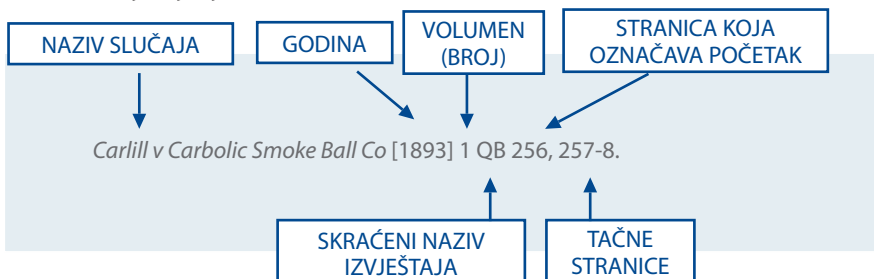 NAZIV SLUČAJA
GODINA
VOLUMEN
(BROJ)
STRANICA KOJA
OZNAČAVA POČETAK
Carlill v Carbolic Smoke Ball Co [1893] 1 QB 256, 257-8.
SKRAĆENI NAZIV
IZVJEŠTAJA
TAČNE
STRANICE